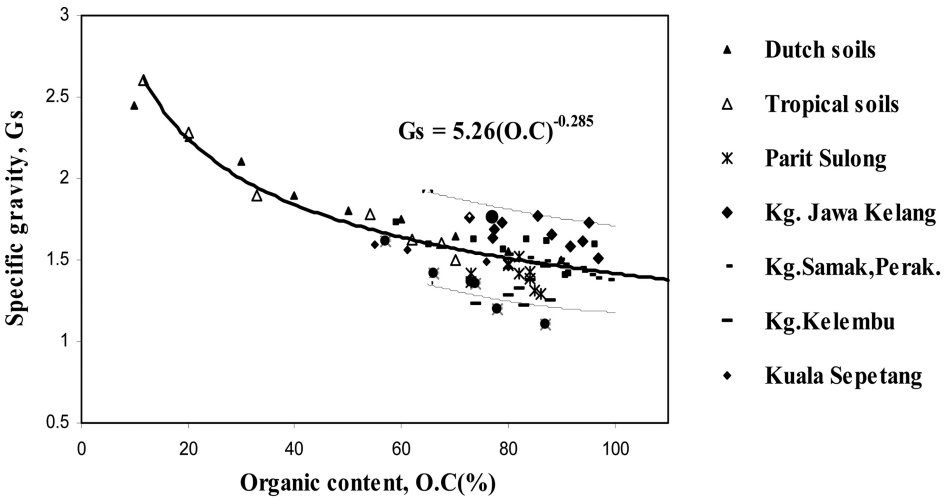 3
2.5
2
1.5
1
0.5
0
20
40
60
80
100
Specific gravity, Gs
Organic content, O.C(%)
Gs = 5.26(O.C)-0.285
Dutch soils
Tropical soils
Parit Sulong
Kg. Jawa Kelang
Kg.Samak,Perak.
Kg.Kelembu
Kuala Sepetang